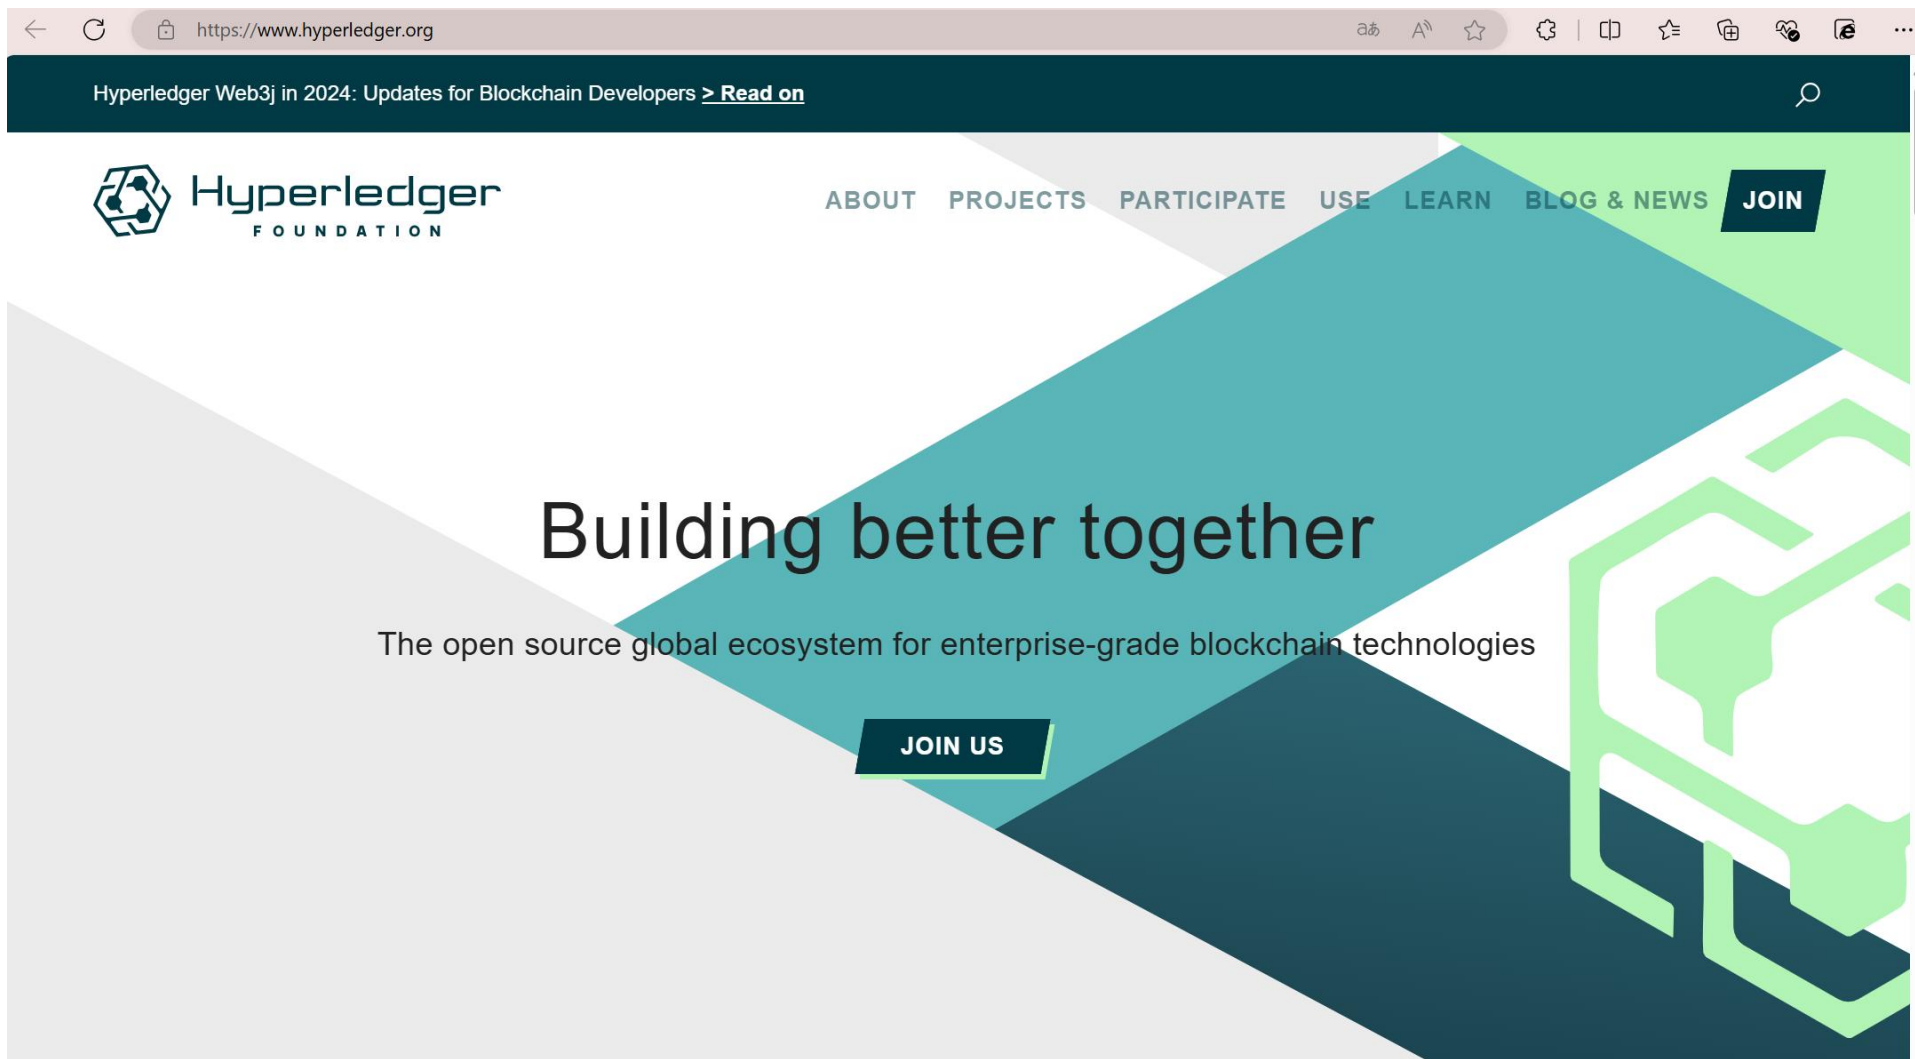 https://www.hyperledger.org
Hyperledger Web3j in 2024: Updates for Blockchain Developers > Read on
Hyperledger
FOUNDATION
ABOUT PROJECTS PARTICIPATE USE LEARN BLOG & NEWS JOIN
Building better together
The open source global ecosystem for enterprise-grade blockchain technologies
JOIN US